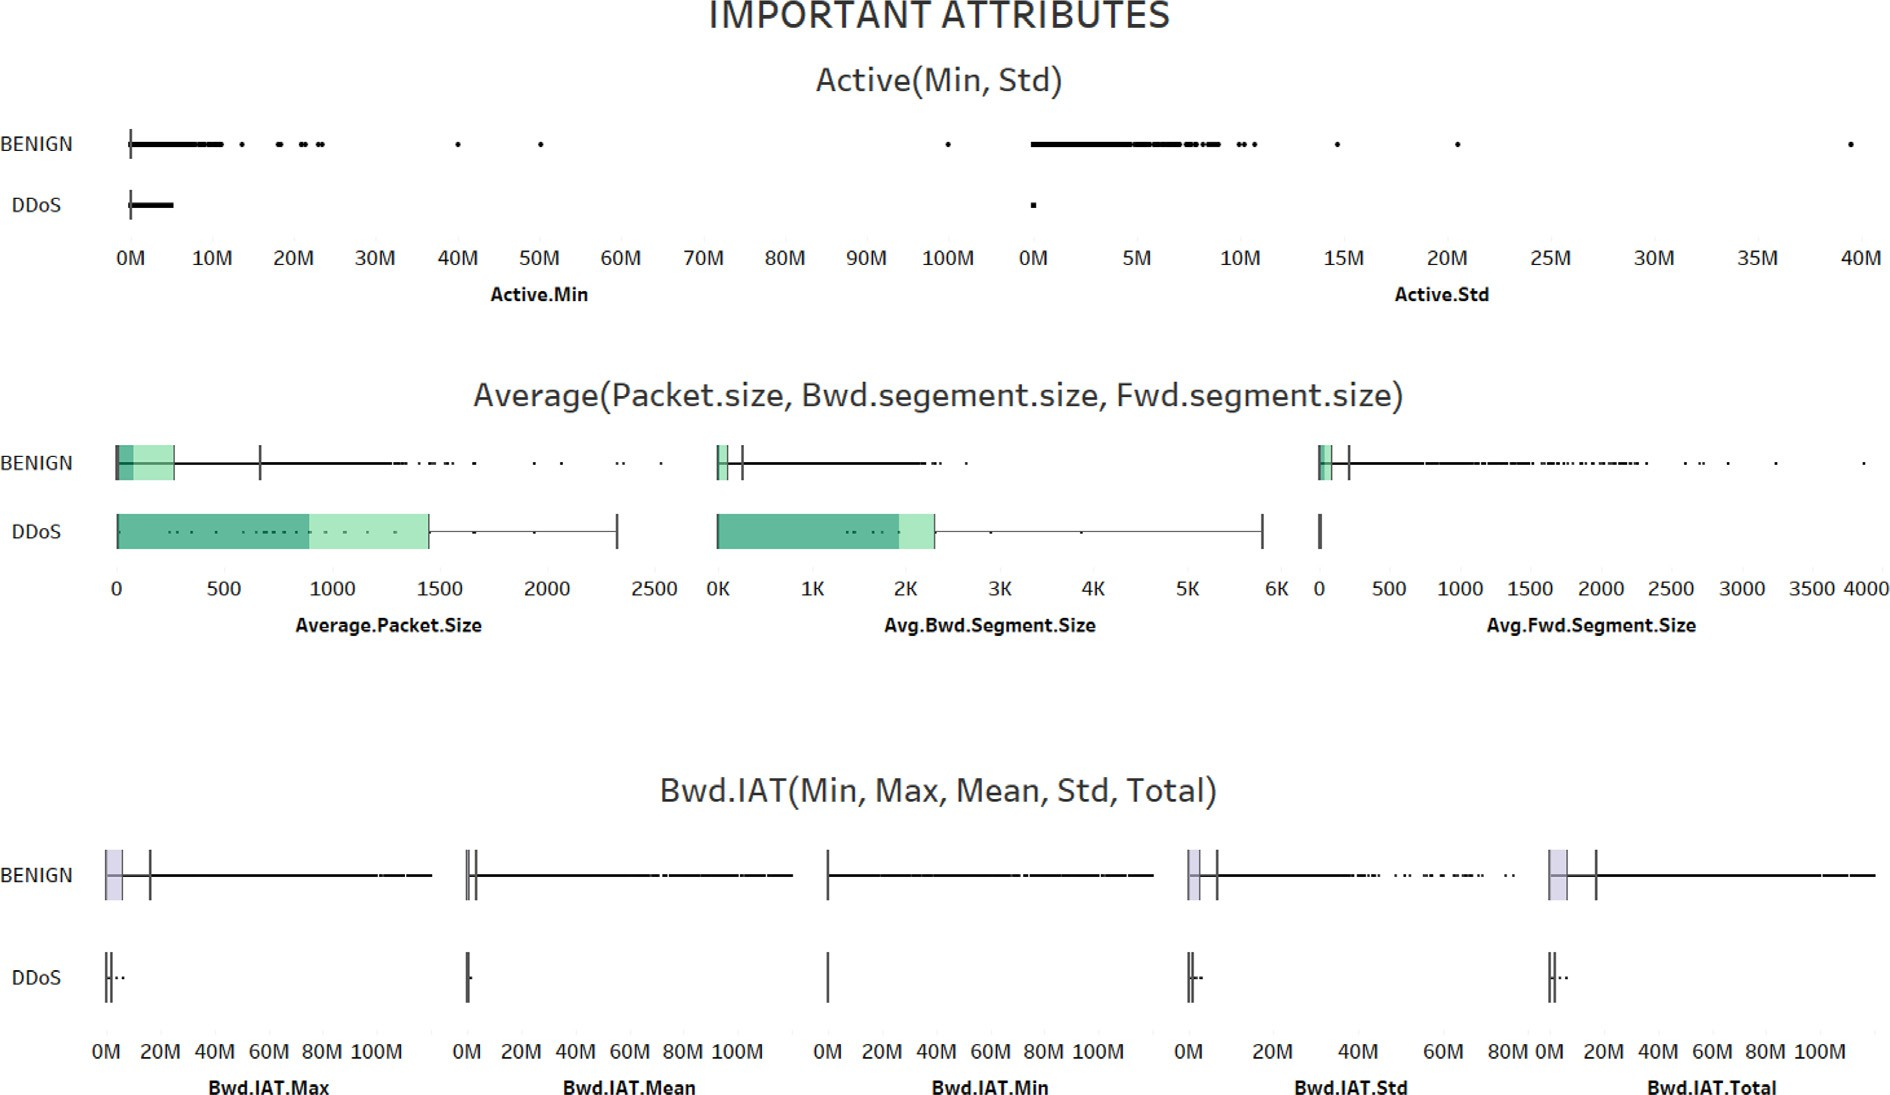 IMPORTANT ATTRIBUTES
Active(Min, Std)
BENIGN
DDoS
0M 10M 20M 30M 40M 50M 60M 70M 80M 90M 100M 0M 5M 10M 15M 20M 25M 30M 35M 40M
Active.Min Active.Std
Average(Packet.size, Bwd.segement.size, Fwd.segment.size)
BENIGN
DDoS
0 500 1000 1500 2000 2500 0K 1K 2K 3K 4K 5K 6K 0 500 1000 1500 2000 2500 3000 3500 4000
Average.Packet.Size Avg.Bwd.Segment.Size Avg.Fwd.Segment.Size
Bwd.IAT(Min, Max, Mean, Std, Total)
BENIGN
DDoS
0M 20M 40M 60M 80M 100M 0M 20M 40M 60M 80M 100M 0M 20M 40M 60M 80M 100M 0M 20M 40M 60M 80M 0M 20M 40M 60M 80M 100M
Bwd.IAT.Max Bwd.IAT.Mean Bwd.IAT.Min Bwd.IAT.Std Bwd.IAT.Total